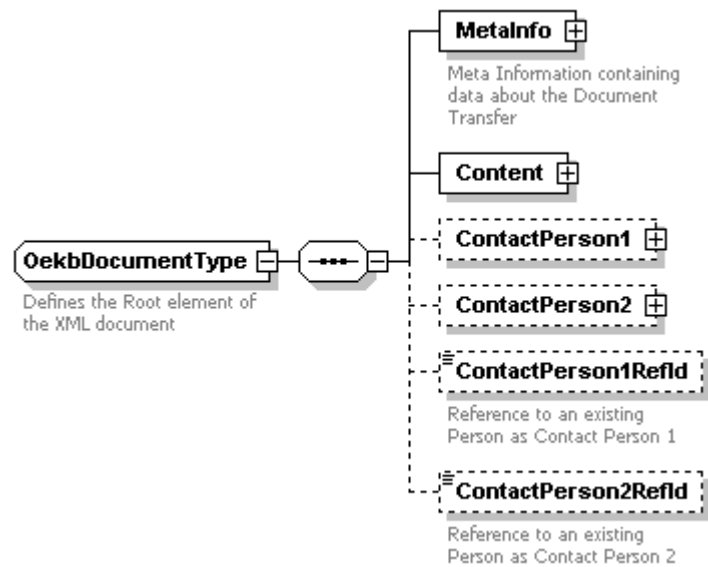 MetaInfo
Meta Information containing
data about the Document
Transfer
Content
ContactPerson1
OekbDocumentType
Defines the Root element of
the XML document
ContactPerson2
ContactPerson1RefId
Reference to an existing
Person as Contact Person 1
ContactPerson2RefId
Reference to an existing
Person as Contact Person 2